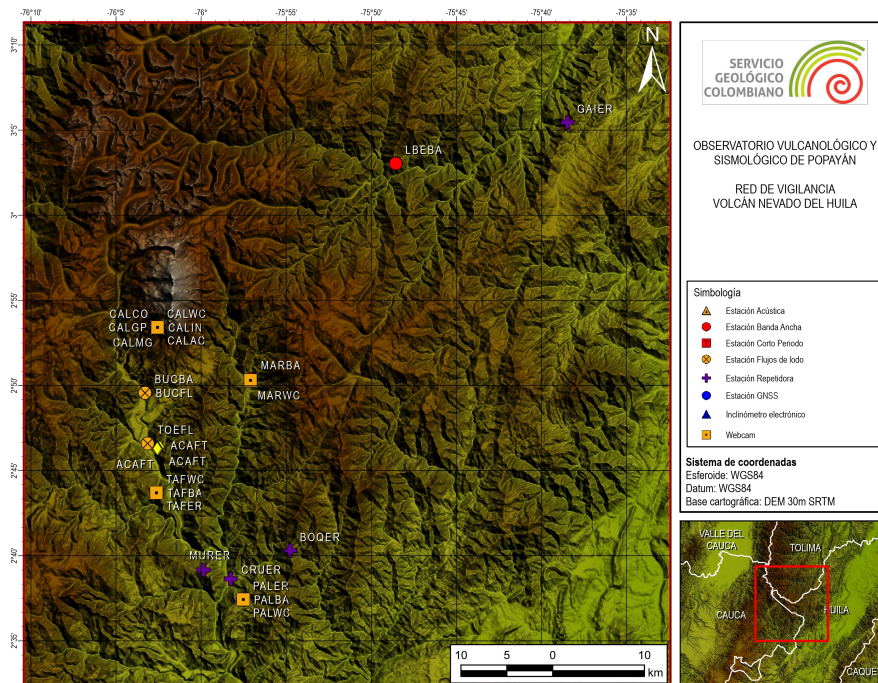 -76°10'
-76°5'
-76°
-75°55'
-75°50'
-75°45'
-75°40'
-75°35'
3°10'
3°5'
3°
2°55'
2°50'
2°45'
2°40'
2°35'
N
GAIER
LBEBA
CALCO CALWC
CALGP CALIN
CALMG CALAC
MARBA
MARWC
BUCBA
BUCFL
TOEFL
ACAFT
ACAFT ACAFT
TAFWC
TAFBA
TAFER
BOQER
MURER
CRUER
PALER
PALBA
PALWC
10 5 0 10
km
SERVICIO
GEOLÓGICO
COLOMBIANO
OBSERVATORIO VULCANOLÓGICO Y
SISMOLÓGICO DE POPAYÁN
RED DE VIGILANCIA
VOLCÁN NEVADO DEL HUILA
Simbología
Estación Acústica
Estación Banda Ancha
Estación Corto Periodo
Estación Flujos de lodo
Estación Repetidora
Estación GNSS
Inclinómetro electrónico
Webcam
Sistema de coordenadas
Esferoide: WGS84
Datum: WGS84
Base cartográfica: DEM 30m SRTM
VALLE DEL
CAUCA
TOLIMA
CAUCA
HUILA
CAQUE